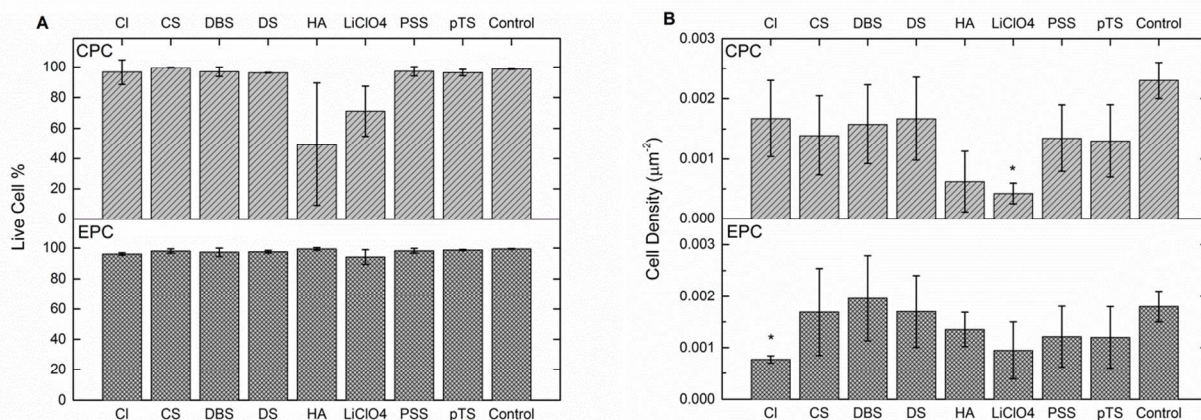 A
Cl CS DBS DS HA LiClO4 PSS pTS Control
CPC
100
80
60
40
20
0
EPC
100
80
60
40
20
0
Live Cell %
Cl CS DBS DS HA LiClO4 PSS pTS Control
B
Cl CS DBS DS HA LiClO4 PSS pTS Control
0.003
CPC
0.002
0.001
*
0.000
0.003
EPC
0.002
0.001
*
0.000
Cell Density (μm⁻²)
Cl CS DBS DS HA LiClO4 PSS pTS Control